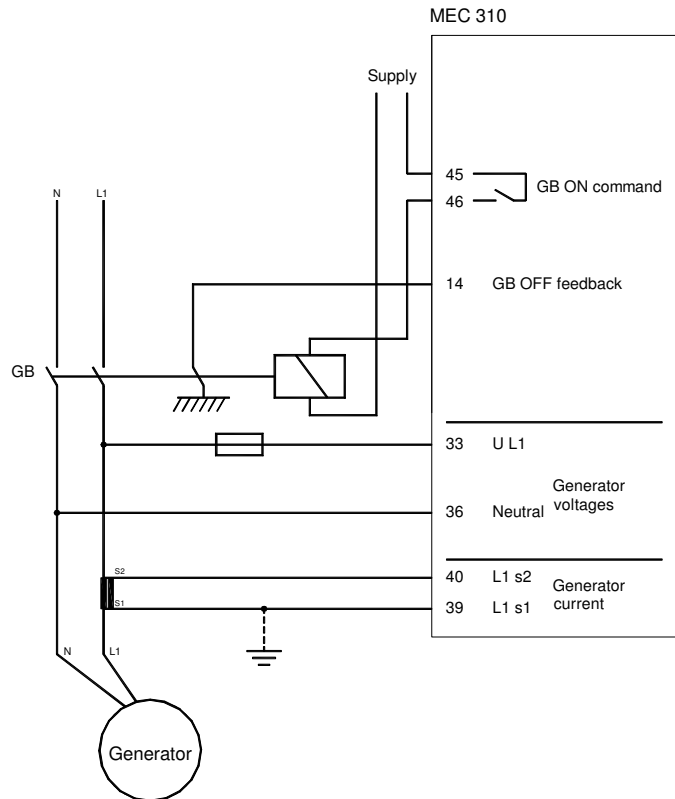 MEC 310
Supply
45
GB ON command
46
N
L1
14 GB OFF feedback
GB
33 U L1
Generator
voltages
36 Neutral
S2
40 L1 s2
Generator
current
S1
39 L1 s1
N
L1
Generator